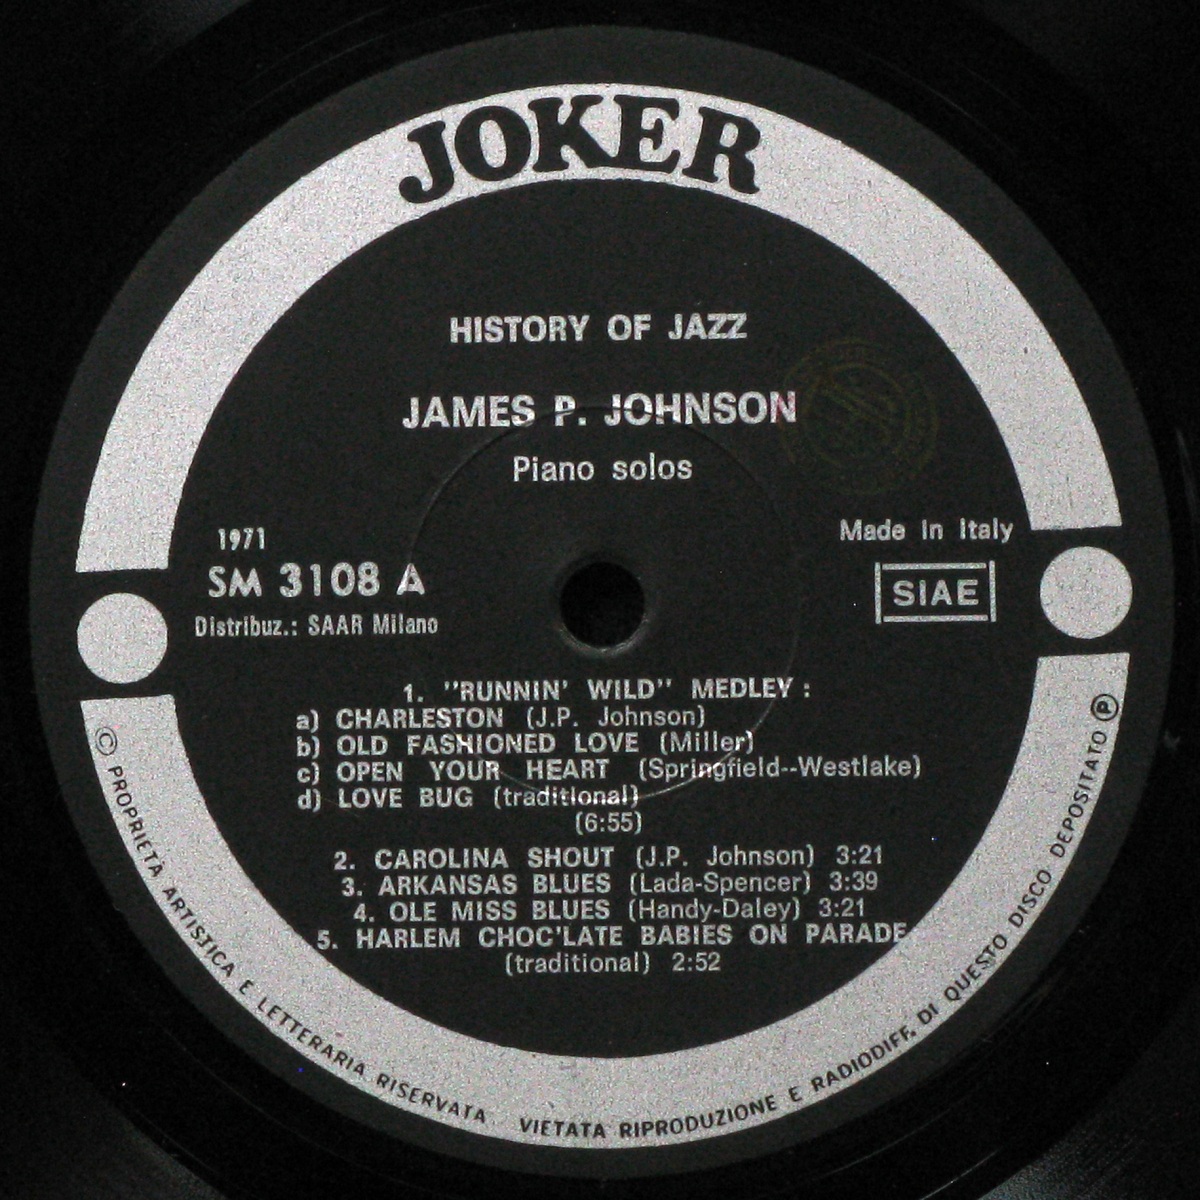 JOKER
HISTORY OF JAZZ
JAMES P. JOHNSON
Piano solos
1971
SM 3108 A
Distribuz.: SAAR Milano
Made in Italy
SIAE
1. "RUNNIN' WILD" MEDLEY :
a) CHARLESTON (J.P. Johnson)
b) OLD FASHIONED LOVE (Miller)
c) OPEN YOUR HEART (Springfield--Westlake)
d) LOVE BUG (traditional)
(6:55)
2. CAROLINA SHOUT (J.P. Johnson) 3:21
3. ARKANSAS BLUES (Lada-Spencer) 3:39
4. OLE MISS BLUES (Handy-Daley) 3:21
5. HARLEM CHOC'LATE BABIES ON PARADE
(traditional) 2:52
© PROPRIETÀ ARTISTICA E LETTERARIA RISERVATA VIETATA RIPRODUZIONE E RADIODIFF. DI QUESTO DISCO DEPOSITATO ℗